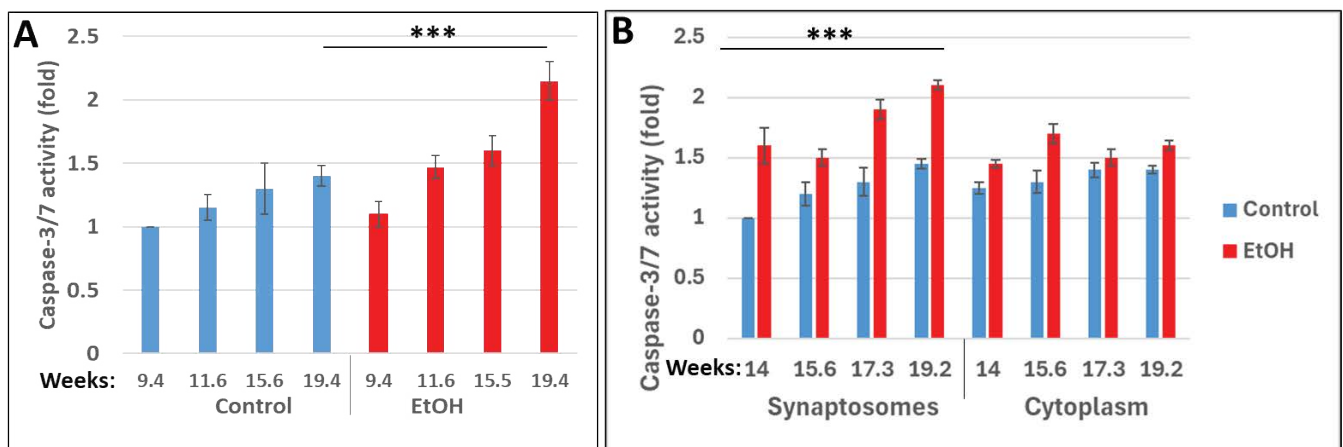 A
Caspase-3/7 activity (fold)
2.5
2
1.5
1
0.5
0
***
Weeks: 9.4 11.6 15.6 19.4 9.4 11.6 15.5 19.4
Control EtOH
B
Caspase-3/7 activity (fold)
2.5
2
1.5
1
0.5
0
***
Weeks: 14 15.6 17.3 19.2 14 15.6 17.3 19.2
Synaptosomes Cytoplasm
Control
EtOH